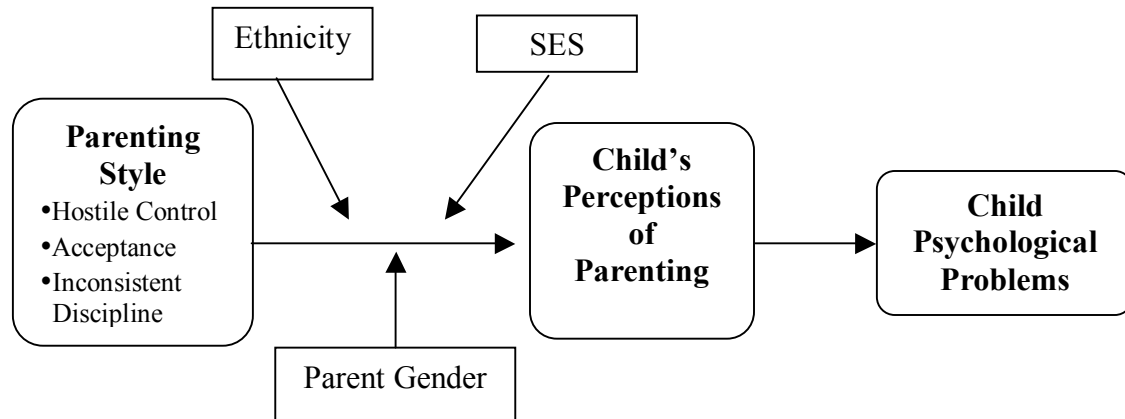 Ethnicity
SES
Parenting
Style
•Hostile Control
•Acceptance
•Inconsistent
Discipline
Child’s
Perceptions
of
Parenting
Child
Psychological
Problems
Parent Gender